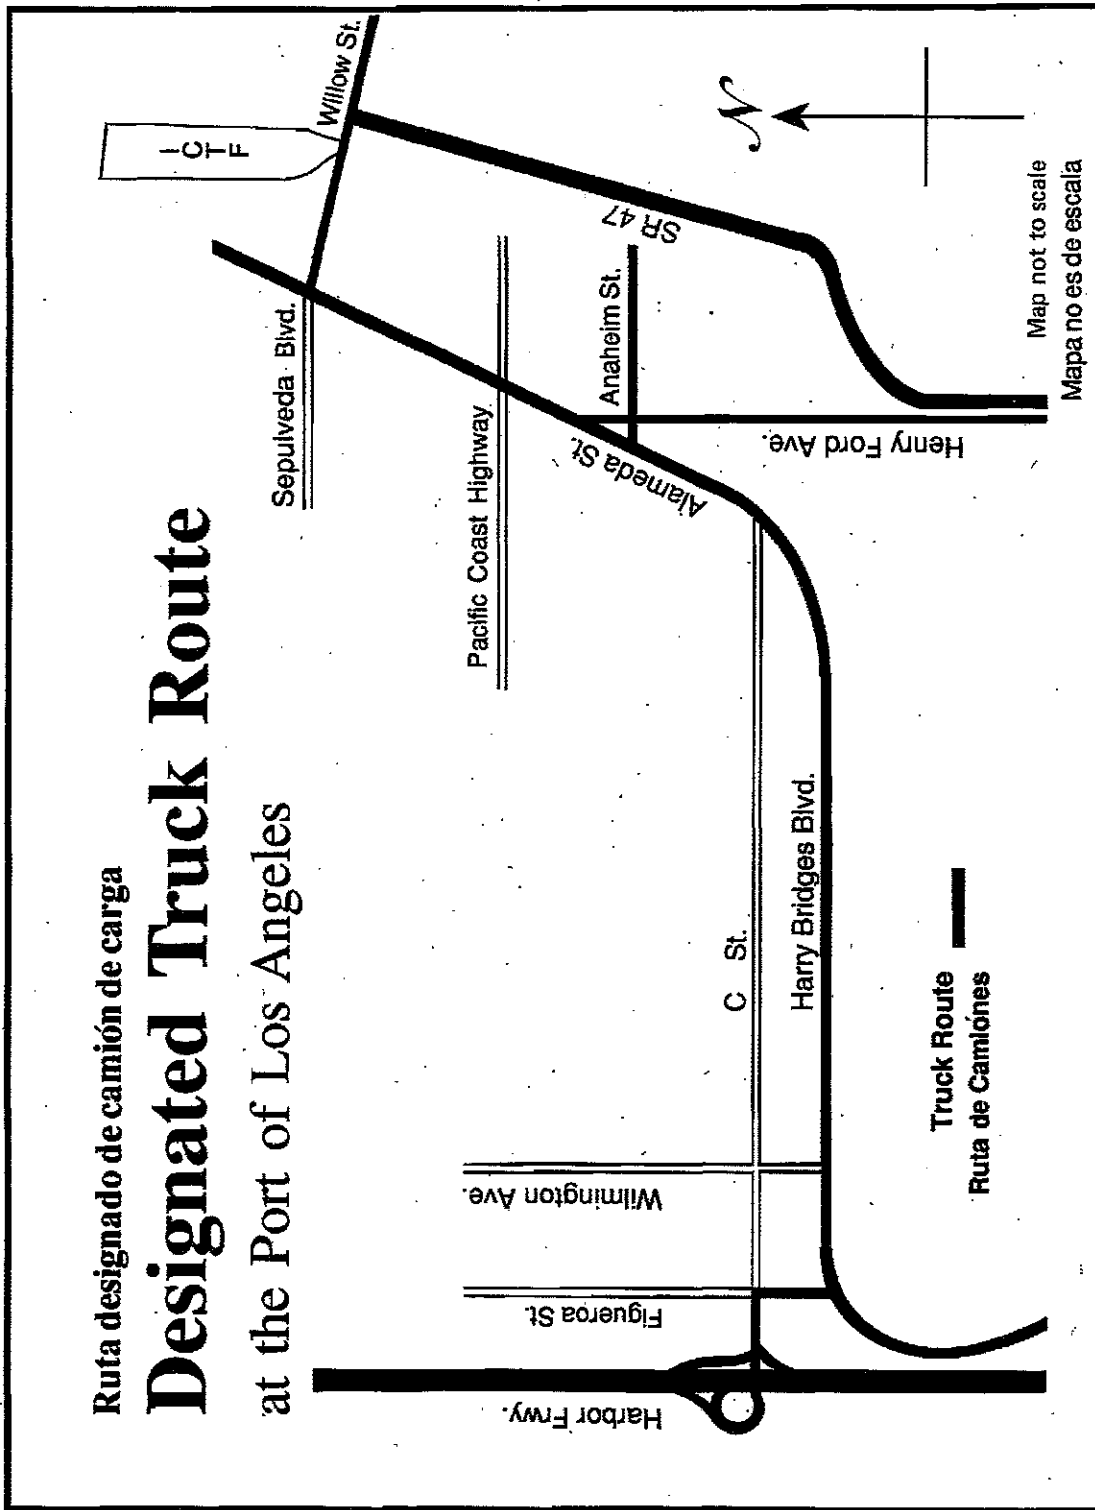 Ruta designado de camión de carga
Designated Truck Route
at the Port of Los Angeles
Harbor Frwy.
Figueroa St.
Wilmington Ave.
C St.
Harry Bridges Blvd.
Sepulveda Blvd.
Pacific Coast Highway
Alameda St.
Anaheim St.
Henry Ford Ave.
SR 47
Willow St.
I
C
T
F
N
Truck Route
Ruta de Camiónes
Map not to scale
Mapa no es de escala